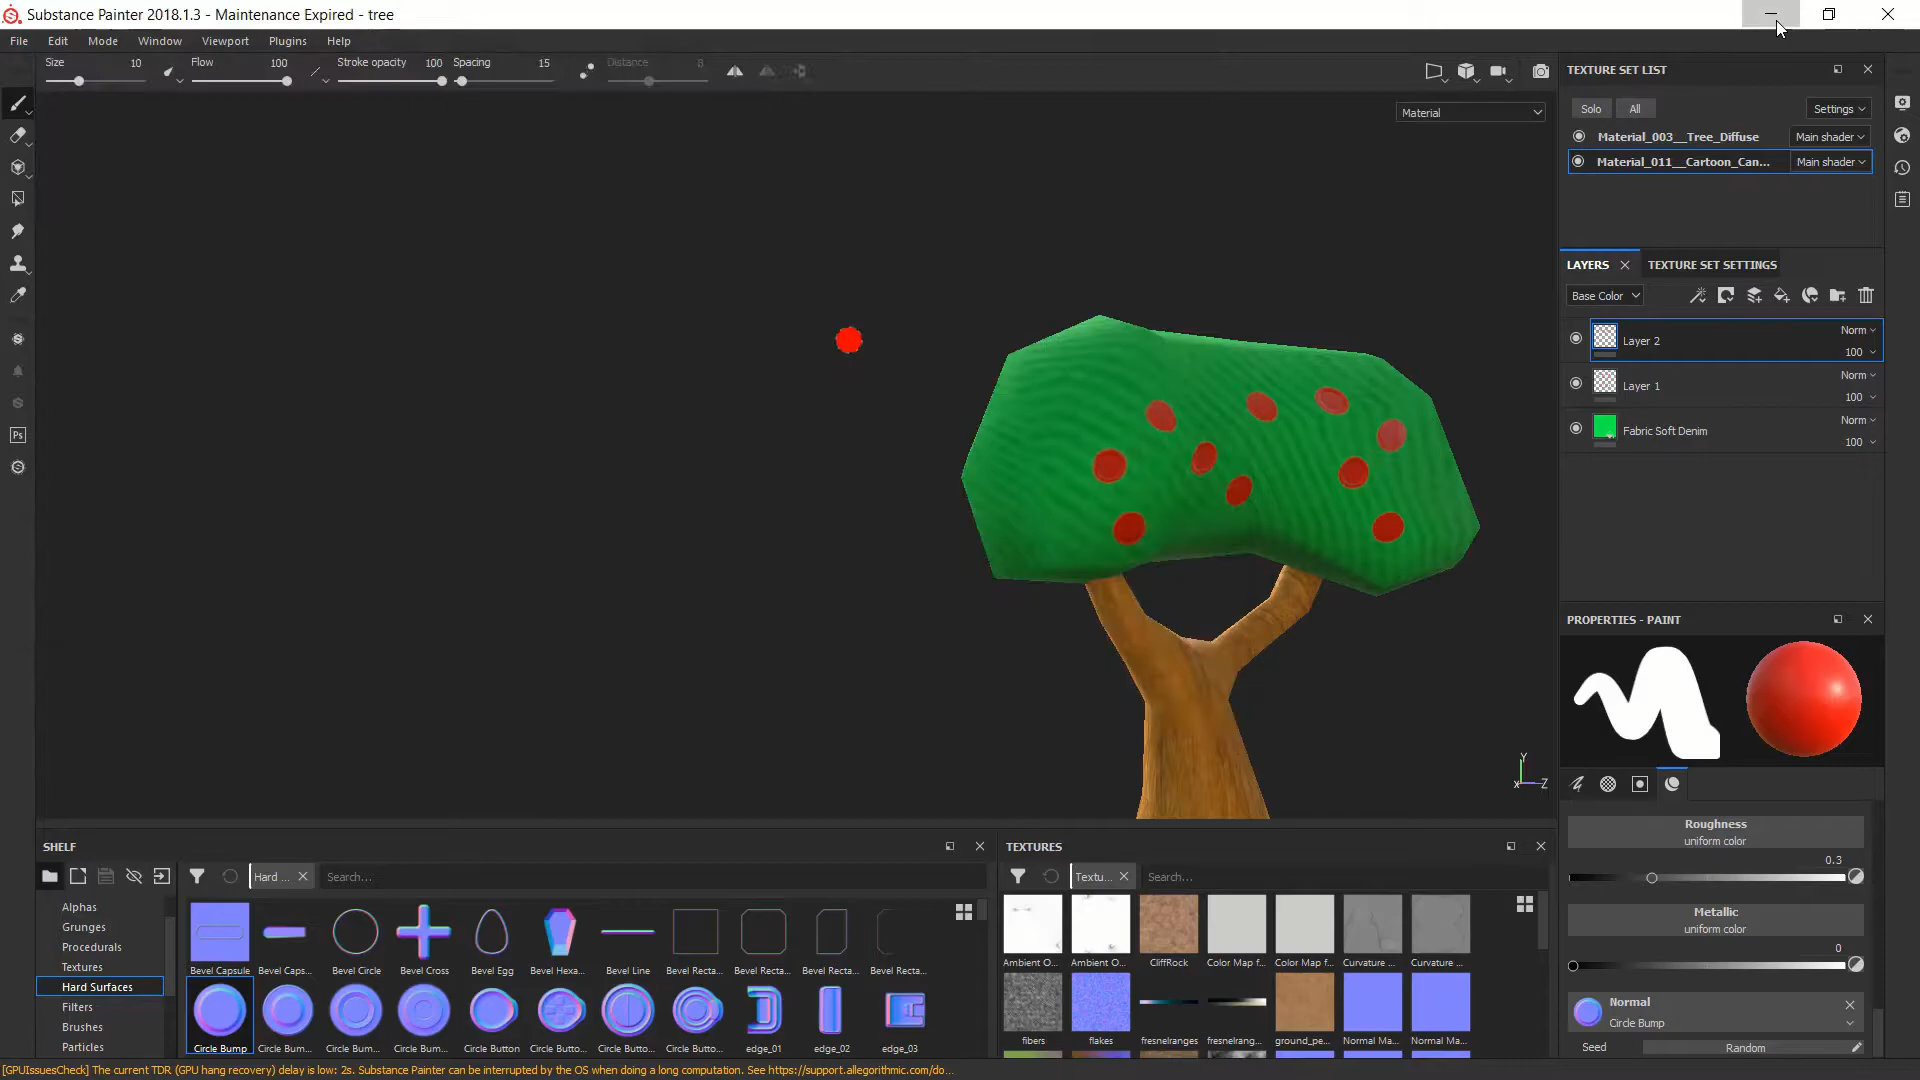 Substance Painter 2018.1.3 - Maintenance Expired - tree
File Edit Mode Window Viewport Plugins Help
Size 10 Flow 100 Stroke opacity 100 Spacing 15 Distance 8
Material
TEXTURE SET LIST
Solo All Settings
Material_003__Tree_Diffuse Main shader
Material_011__Cartoon_Can... Main shader
LAYERS TEXTURE SET SETTINGS
Base Color
Layer 2 Norm 100
Layer 1 Norm 100
Fabric Soft Denim Norm 100
Ps
Y
X Z
PROPERTIES - PAINT
Roughness
uniform color
0.3
Metallic
uniform color
0
Normal
Circle Bump
Seed Random
SHELF
Hard ... Search...
Alphas
Grunges
Procedurals
Textures
Hard Surfaces
Filters
Brushes
Particles
Bevel Capsule Bevel Caps... Bevel Circle Bevel Cross Bevel Egg Bevel Hexa... Bevel Line Bevel Recta... Bevel Recta... Bevel Recta... Bevel Recta...
Circle Bump Circle Bum... Circle Bum... Circle Bum... Circle Button Circle Butto... Circle Butto... Circle Butto... edge_01 edge_02 edge_03
TEXTURES
Textu... Search...
Ambient O... Ambient O... CliffRock Color Map f... Color Map f... Curvature ... Curvature ...
fibers flakes fresnelranges fresnelrang... ground_pe... Normal Ma... Normal Ma...
[GPUIssuesCheck] The current TDR (GPU hang recovery) delay is low: 2s. Substance Painter can be interrupted by the OS when doing a long computation. See https://support.allegorithmic.com/do...